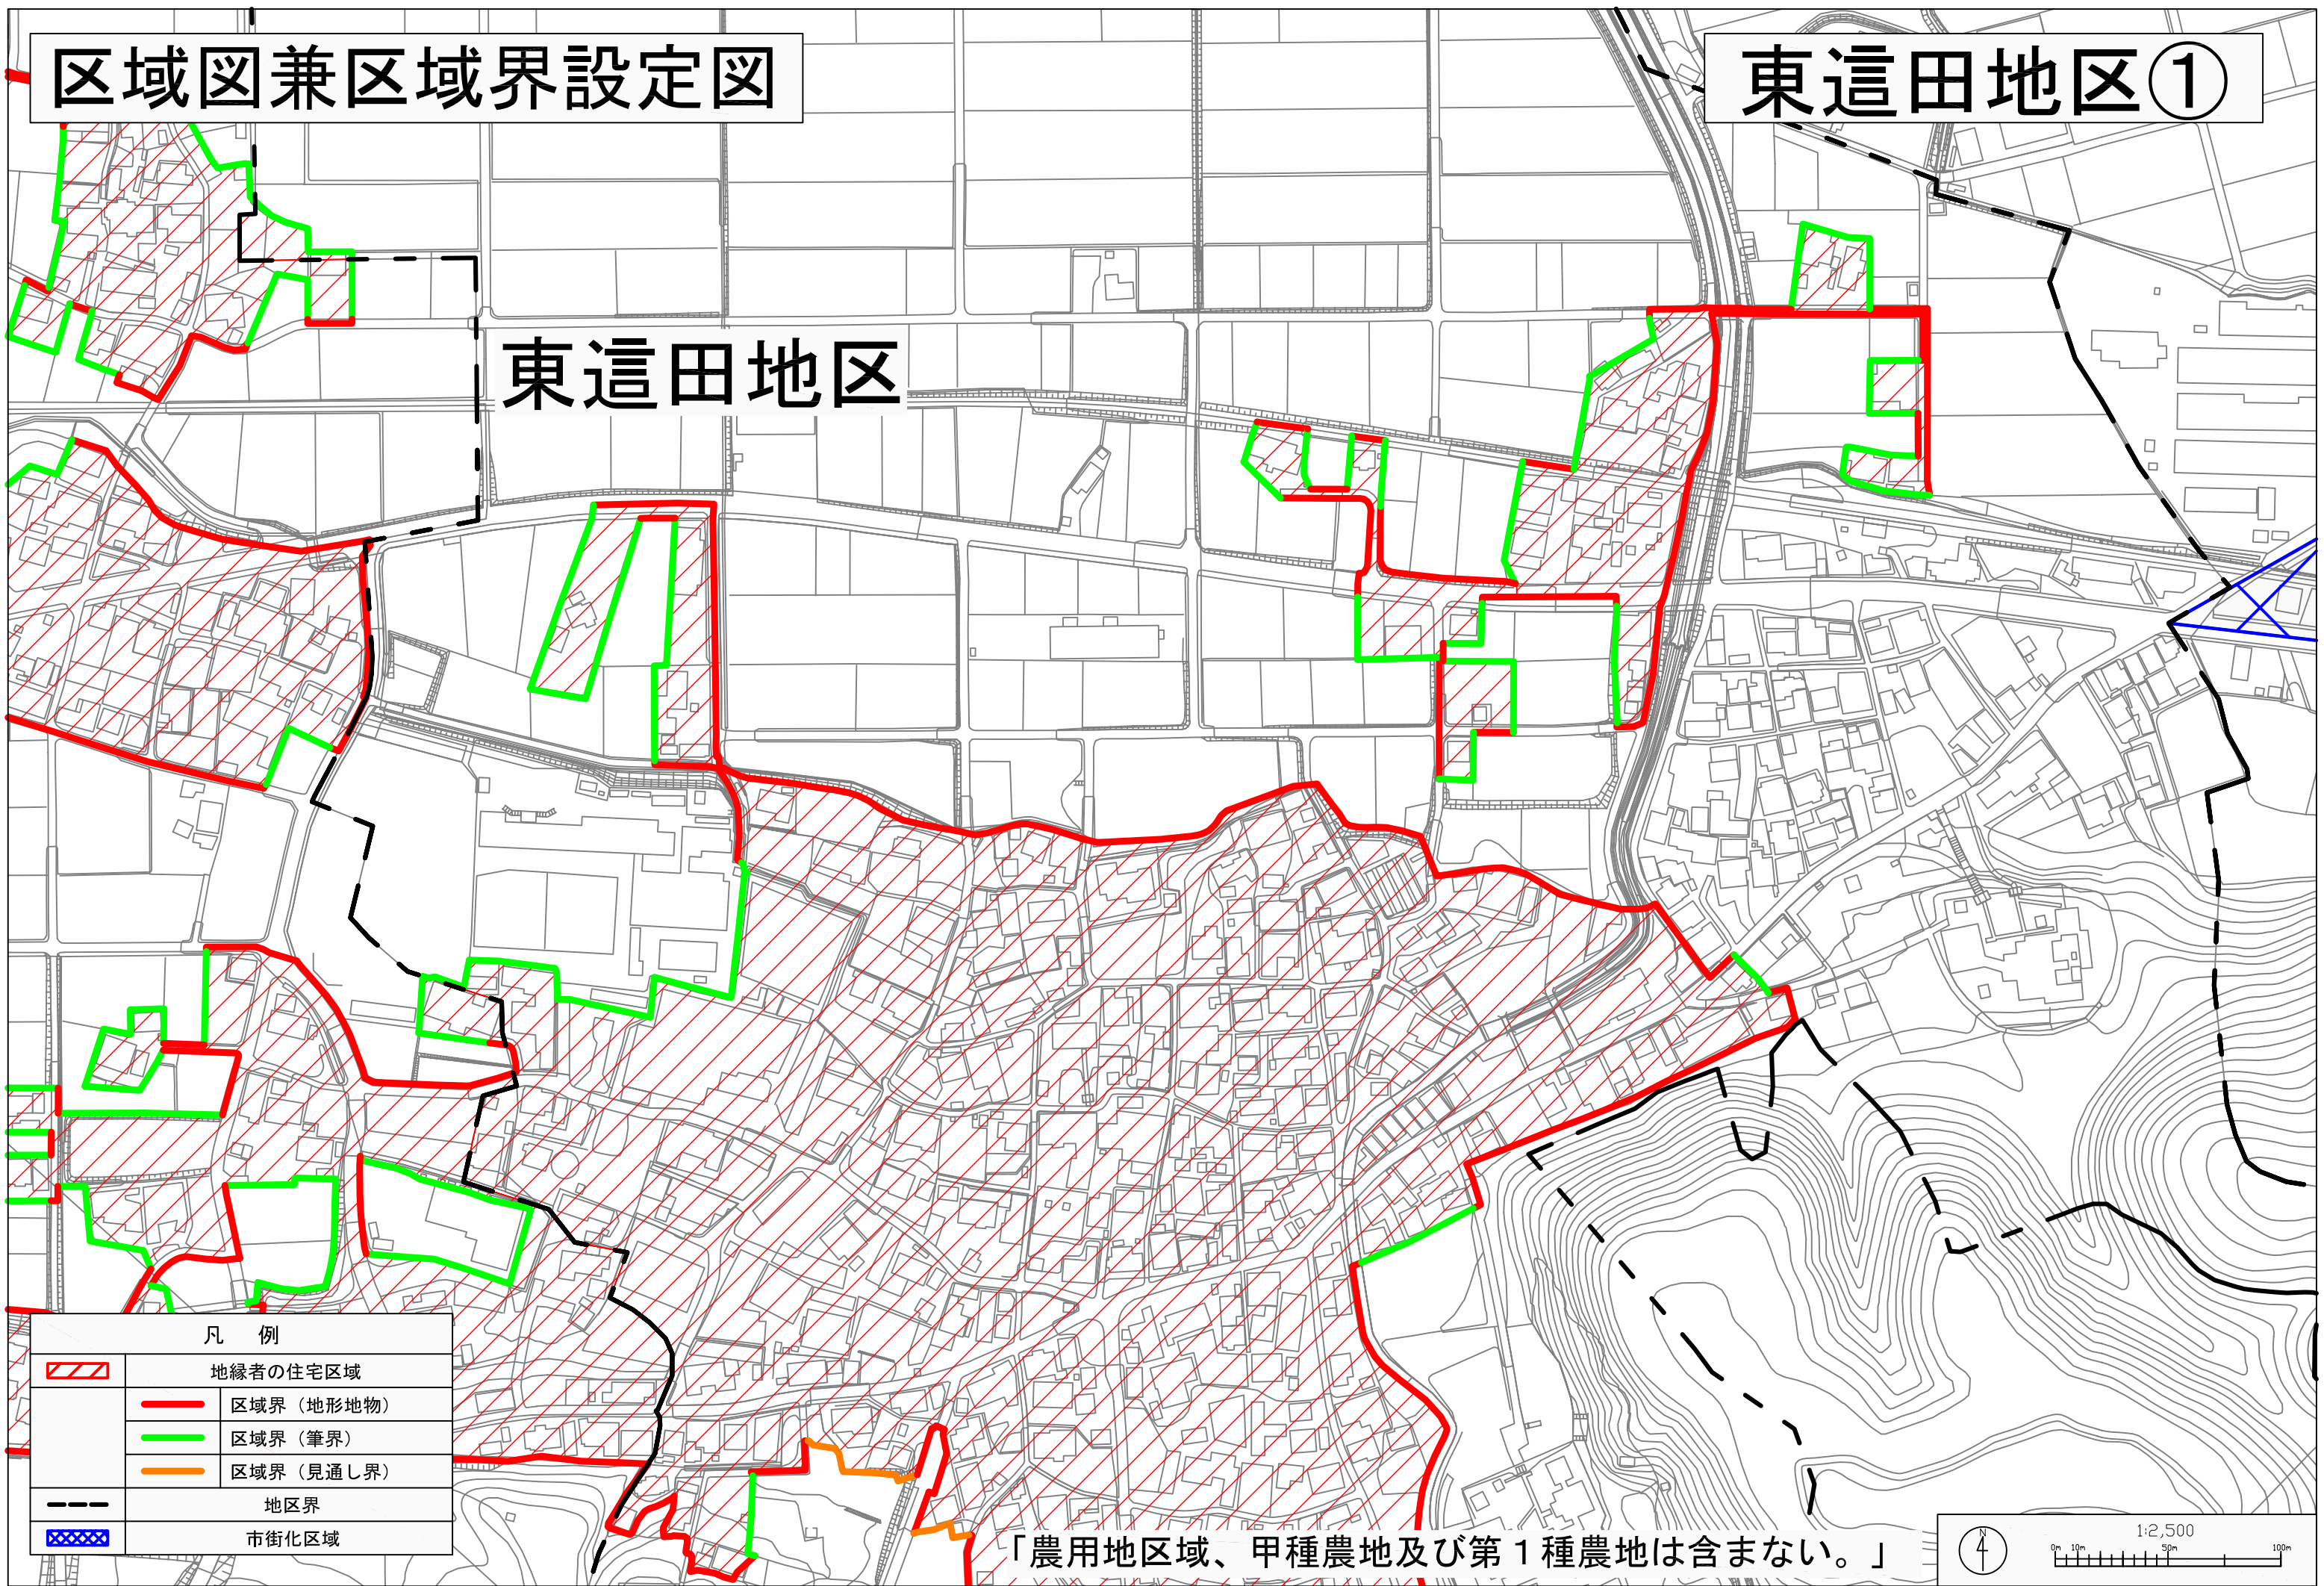 区域図兼区域界設定図
東這田地区①
東這田地区
凡　例
地縁者の住宅区域
区域界（地形地物）
区域界（筆界）
区域界（見通し界）
地区界
市街化区域
「農用地区域、甲種農地及び第１種農地は含まない。」
N
1:2,500
0m 10m 50m 100m